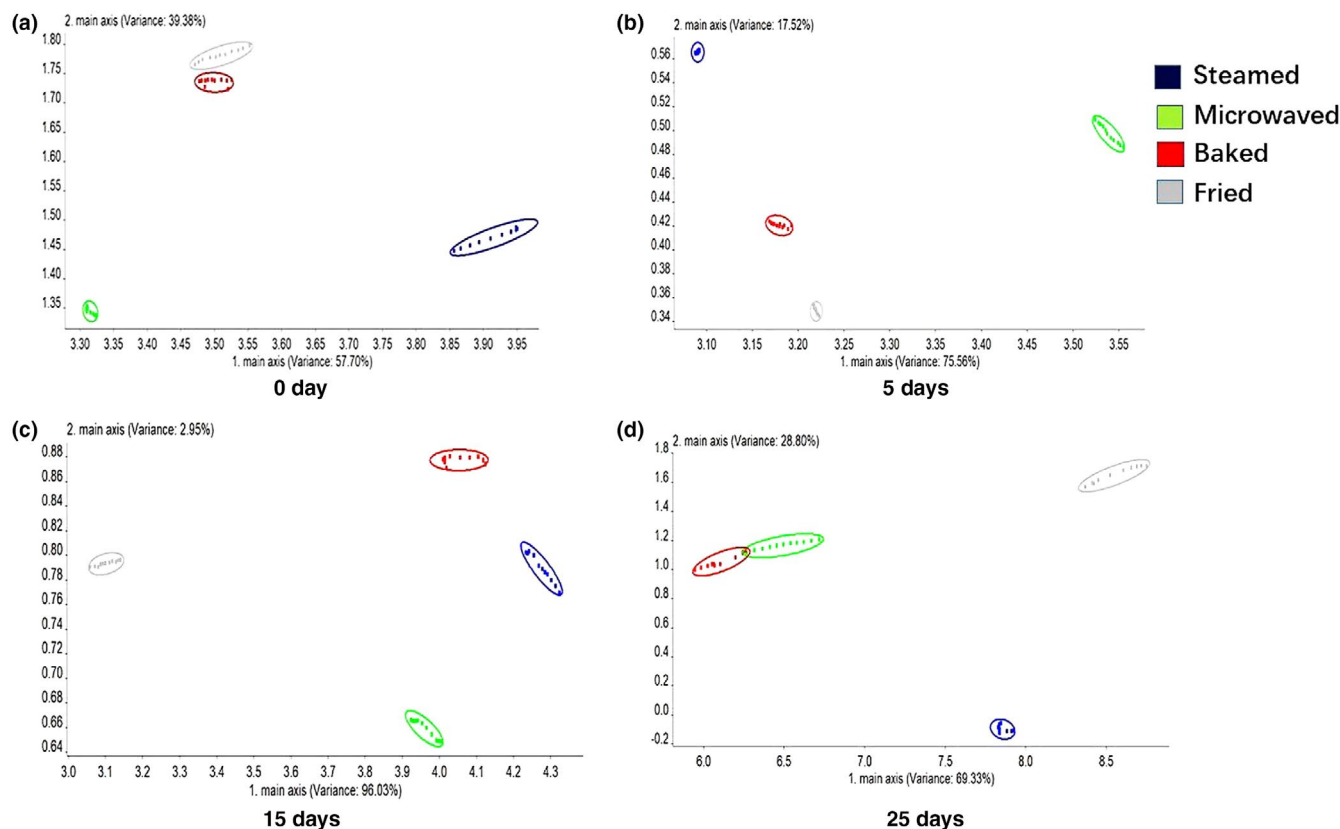 (a)
2. main axis (Variance: 39.38%)
1.80
1.75
1.70
1.65
1.60
1.55
1.50
1.45
1.40
1.35
3.30 3.35 3.40 3.45 3.50 3.55 3.60 3.65 3.70 3.75 3.80 3.85 3.90 3.95
1. main axis (Variance: 57.70%)
0 day
(b)
2. main axis (Variance: 17.52%)
0.56
0.54
0.52
0.50
0.48
0.46
0.44
0.42
0.40
0.38
0.36
0.34
3.10 3.15 3.20 3.25 3.30 3.35 3.40 3.45 3.50 3.55
1. main axis (Variance: 75.56%)
5 days
Steamed
Microwaved
Baked
Fried
(c)
2. main axis (Variance: 2.95%)
0.88
0.86
0.84
0.82
0.80
0.78
0.76
0.74
0.72
0.70
0.68
0.66
0.64
3.0 3.1 3.2 3.3 3.4 3.5 3.6 3.7 3.8 3.9 4.0 4.1 4.2 4.3
1. main axis (Variance: 96.03%)
15 days
(d)
2. main axis (Variance: 28.80%)
1.8
1.6
1.4
1.2
1.0
0.8
0.6
0.4
0.2
0.0
-0.2
6.0 6.5 7.0 7.5 8.0 8.5
1. main axis (Variance: 69.33%)
25 days